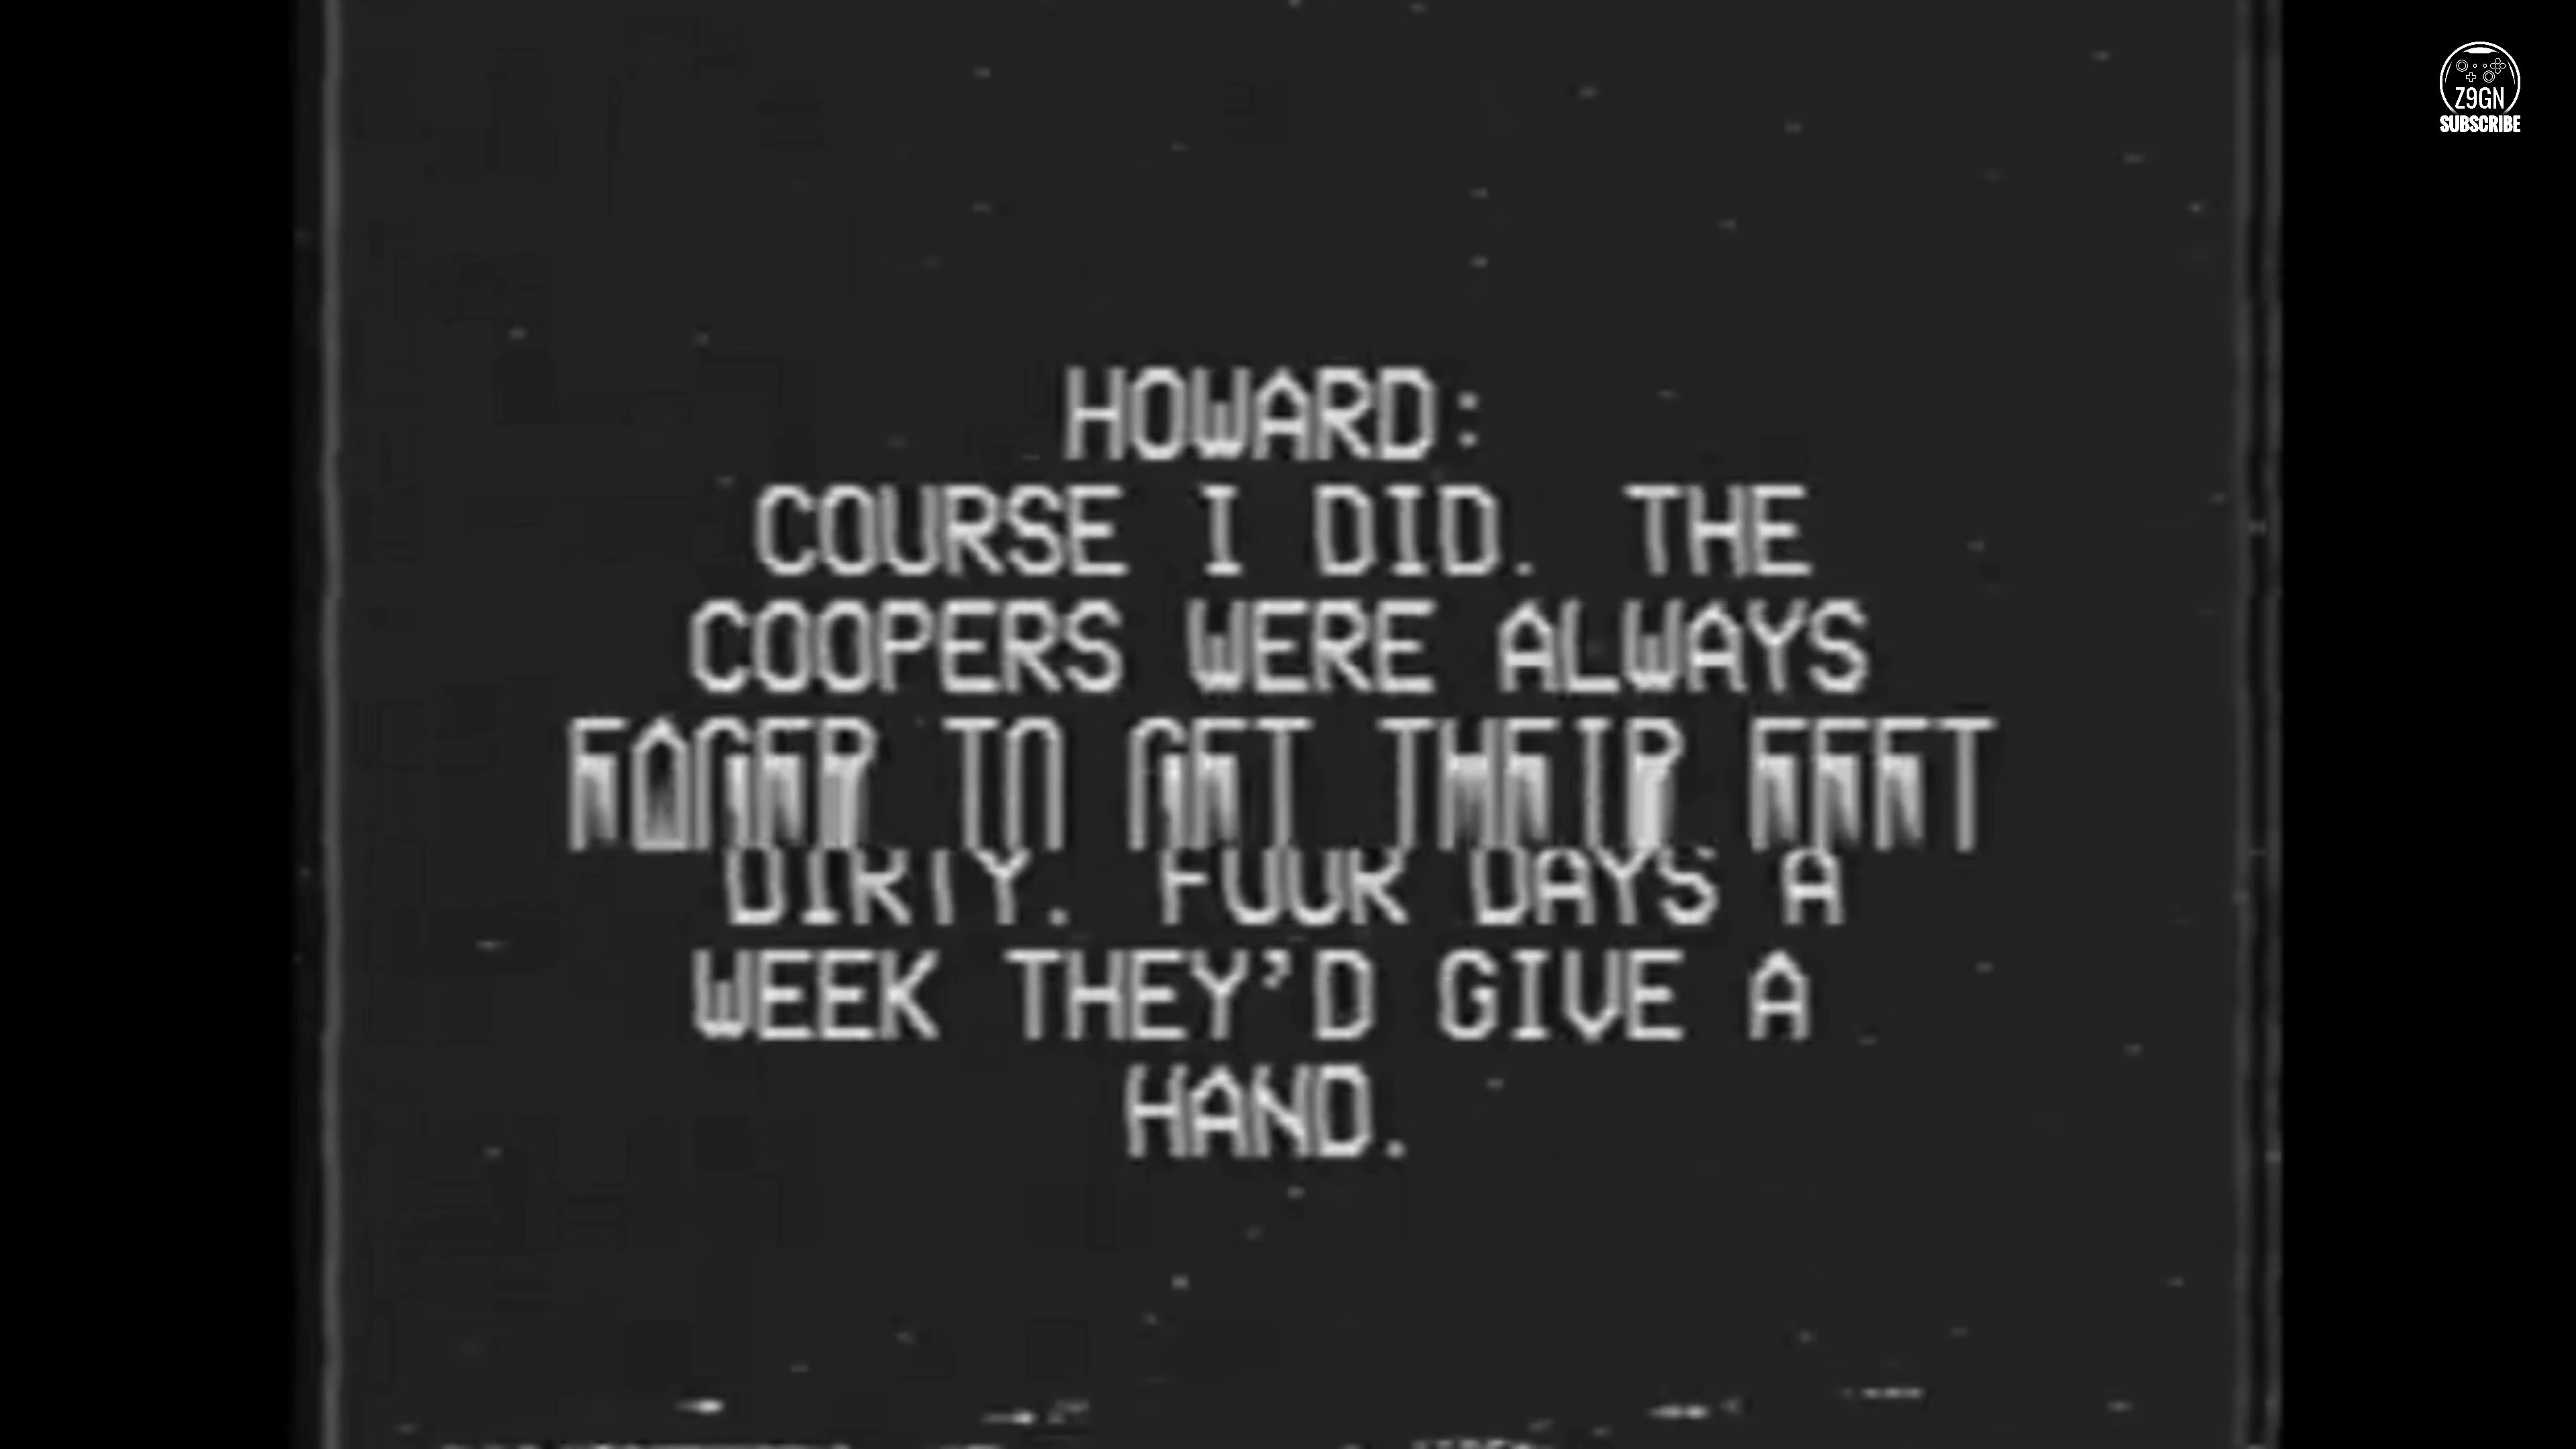 Z9GN
SUBSCRIBE
HOWARD:
COURSE I DID. THE
COOPERS WERE ALWAYS
EAGER TO GET THEIR FEET
DIRTY. FOUR DAYS A
WEEK THEY'D GIVE A
HAND.